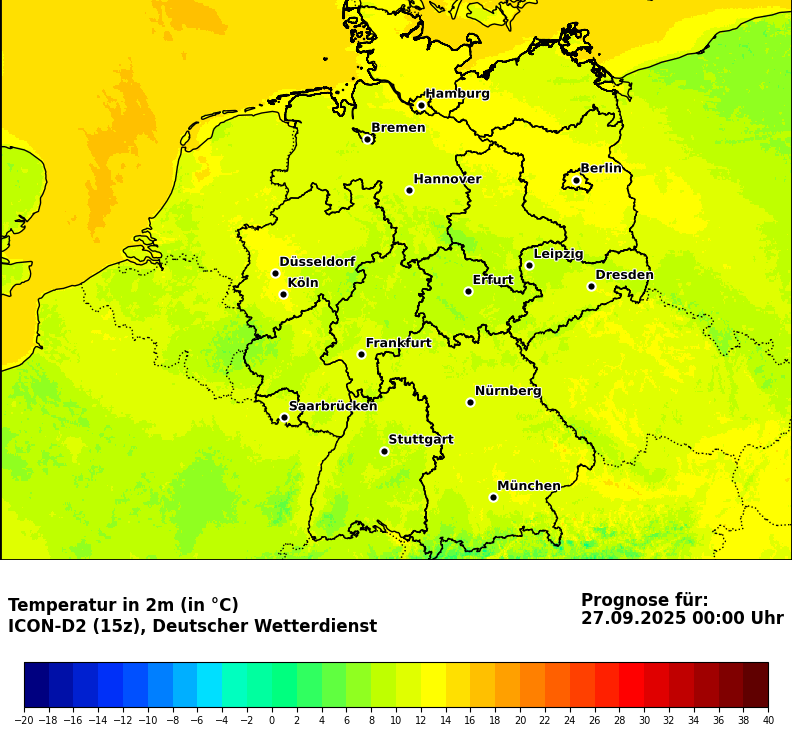 Hamburg
Bremen
Berlin
Hannover
Leipzig
Düsseldorf
Dresden
Köln
Erfurt
Frankfurt
Nürnberg
Saarbrücken
Stuttgart
München
Temperatur in 2m (in °C)
ICON-D2 (15z), Deutscher Wetterdienst
Prognose für:
27.09.2025 00:00 Uhr
−20 −18 −16 −14 −12 −10 −8 −6 −4 −2 0 2 4 6 8 10 12 14 16 18 20 22 24 26 28 30 32 34 36 38 40